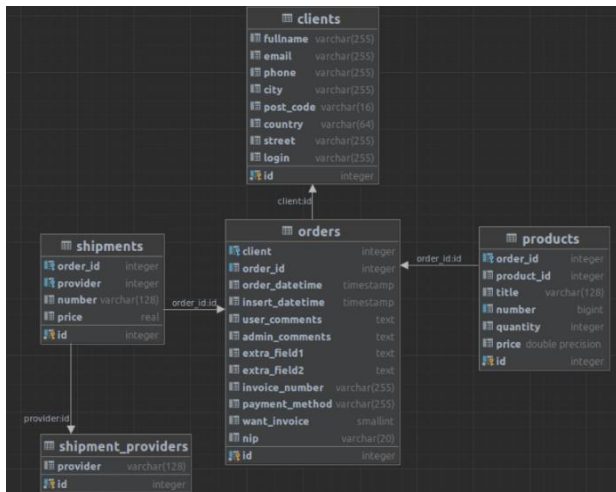 clients
fullname varchar(255)
email varchar(255)
phone varchar(255)
city varchar(255)
post_code varchar(16)
country varchar(64)
street varchar(255)
login varchar(255)
id integer
client:id
orders
client integer
order_id integer
order_datetime timestamp
insert_datetime timestamp
user_comments text
admin_comments text
extra_field1 text
extra_field2 text
invoice_number varchar(255)
payment_method varchar(255)
want_invoice smallint
nip varchar(20)
id integer
shipments
order_id integer
provider integer
number varchar(128)
price real
id integer
order_id:id
products
order_id integer
product_id integer
title varchar(128)
number bigint
quantity integer
price double precision
id integer
order_id:id
provider:id
shipment_providers
provider varchar(128)
id integer